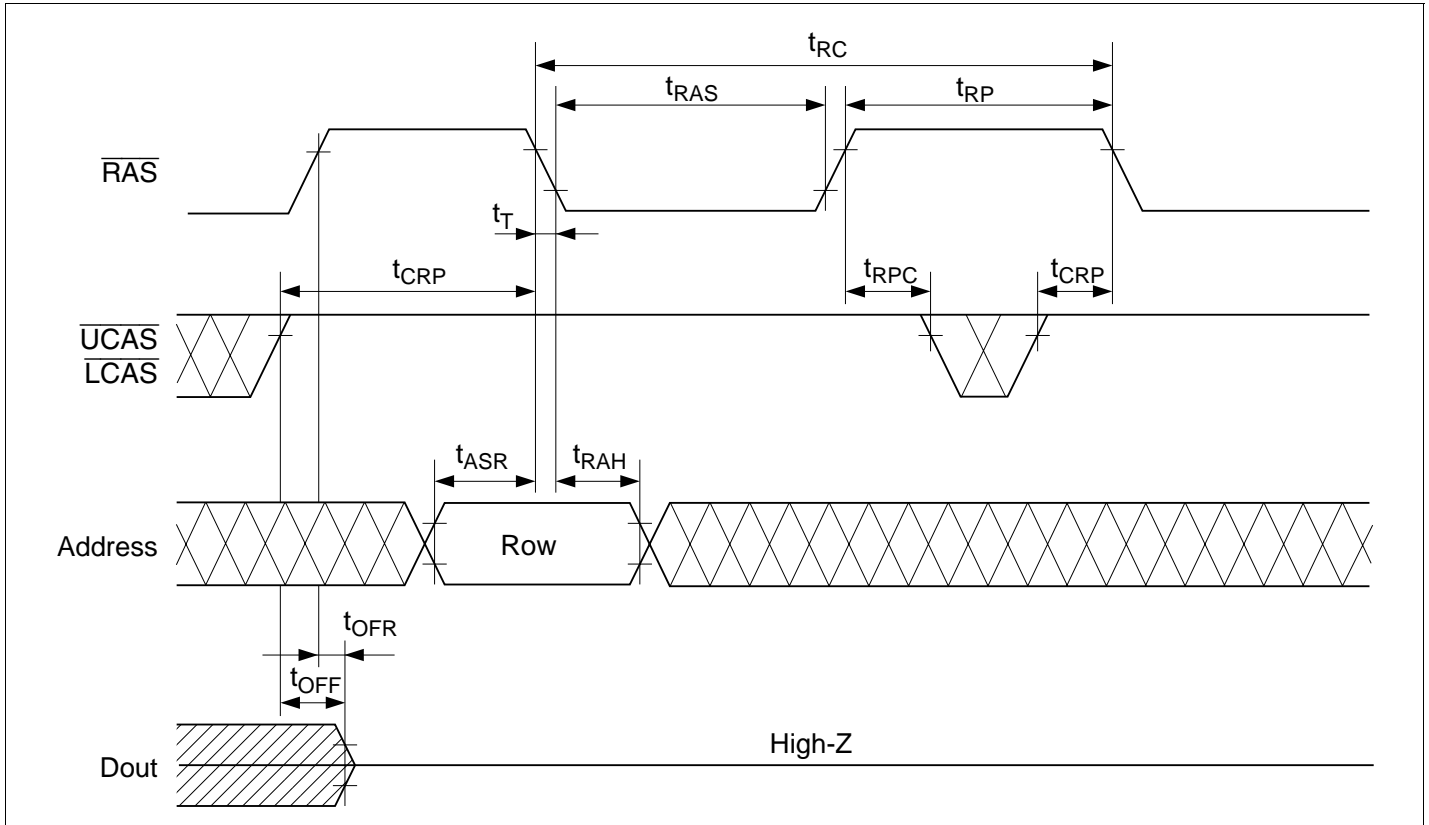 tRC
tRAS
tRP
RAS
tT
tCRP
tRPC
tCRP
UCAS
LCAS
tASR
tRAH
Address
Row
tOFR
tOFF
High-Z
Dout